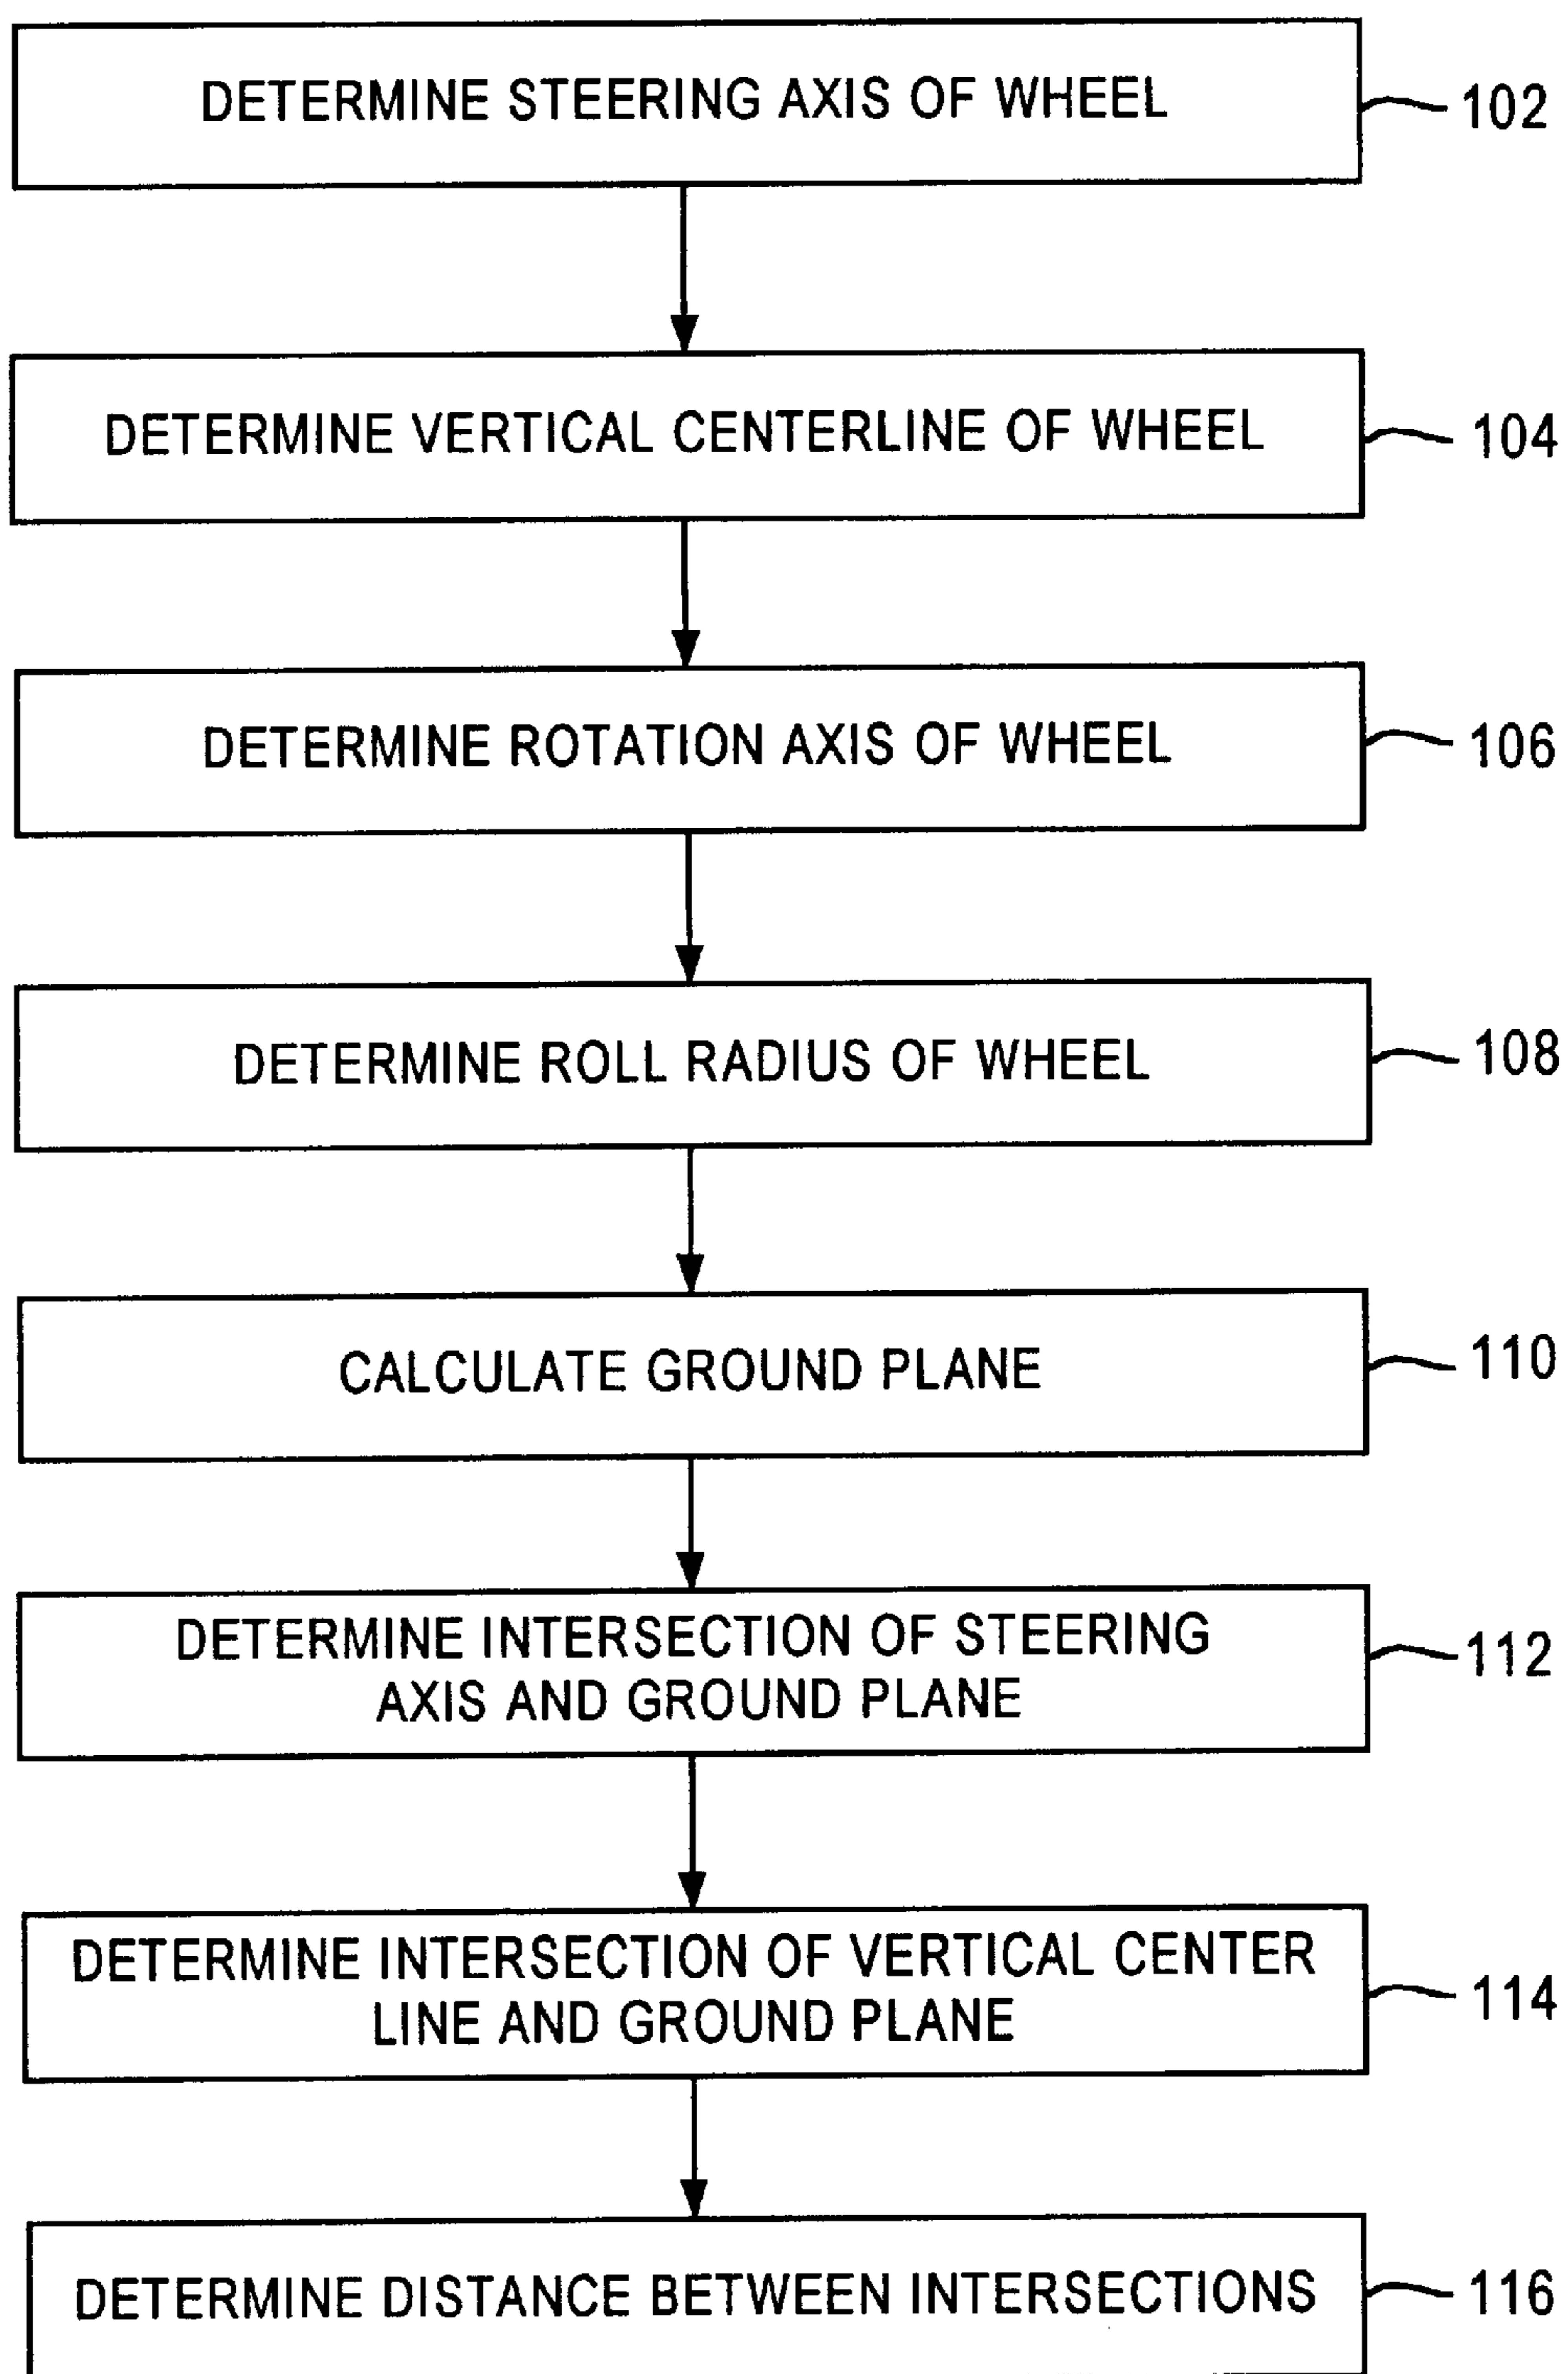 DETERMINE STEERING AXIS OF WHEEL
102
DETERMINE VERTICAL CENTERLINE OF WHEEL
104
DETERMINE ROTATION AXIS OF WHEEL
106
DETERMINE ROLL RADIUS OF WHEEL
108
CALCULATE GROUND PLANE
110
DETERMINE INTERSECTION OF STEERING
AXIS AND GROUND PLANE
112
DETERMINE INTERSECTION OF VERTICAL CENTER
LINE AND GROUND PLANE
114
DETERMINE DISTANCE BETWEEN INTERSECTIONS
116